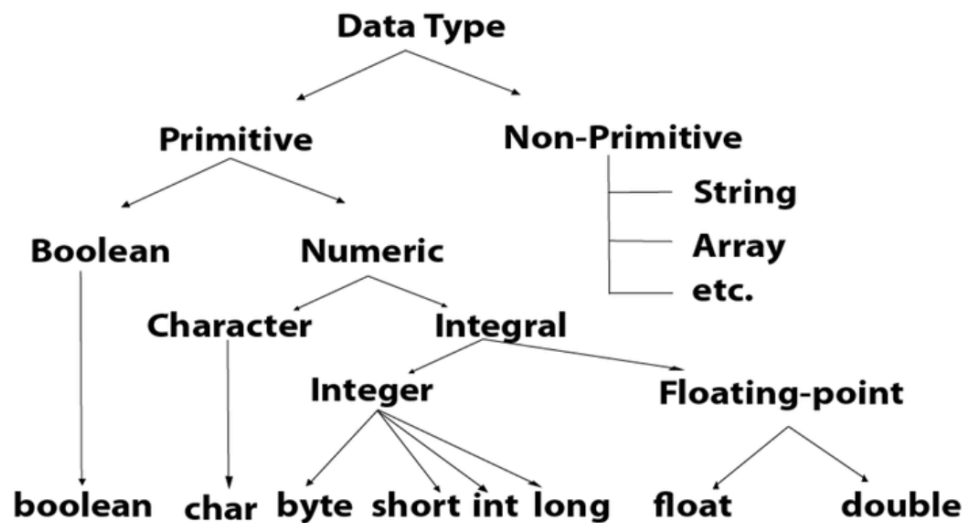 Data Type
Primitive
Non-Primitive
String
Array
etc.
Boolean
Numeric
Character
Integral
Integer
Floating-point
boolean
char
byte
short
int
long
float
double